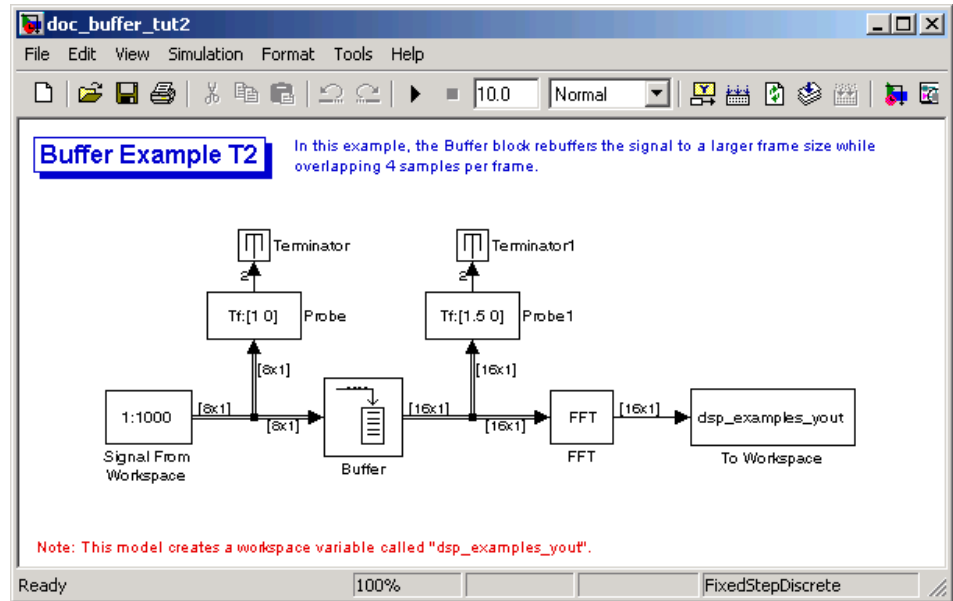 doc_buffer_tut2
File Edit View Simulation Format Tools Help
10.0 Normal
Buffer Example T2
In this example, the Buffer block rebuffers the signal to a larger frame size while
overlapping 4 samples per frame.
Terminator
Terminator1
2
2
Tf:[1 0]
Probe
Tf:[1.5 0]
Probe1
[8x1]
[16x1]
1:1000
[8x1]
[8x1]
[16x1]
[16x1]
FFT
[16x1]
dsp_examples_yout
Signal From
Workspace
Buffer
FFT
To Workspace
Note: This model creates a workspace variable called "dsp_examples_yout".
Ready
100%
FixedStepDiscrete